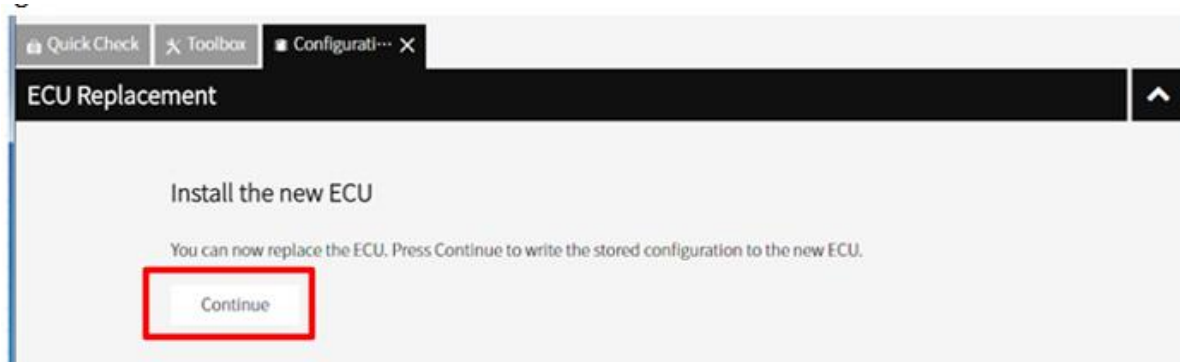 Quick Check Toolbox Configurati···
ECU Replacement
Install the new ECU
You can now replace the ECU. Press Continue to write the stored configuration to the new ECU.
Continue